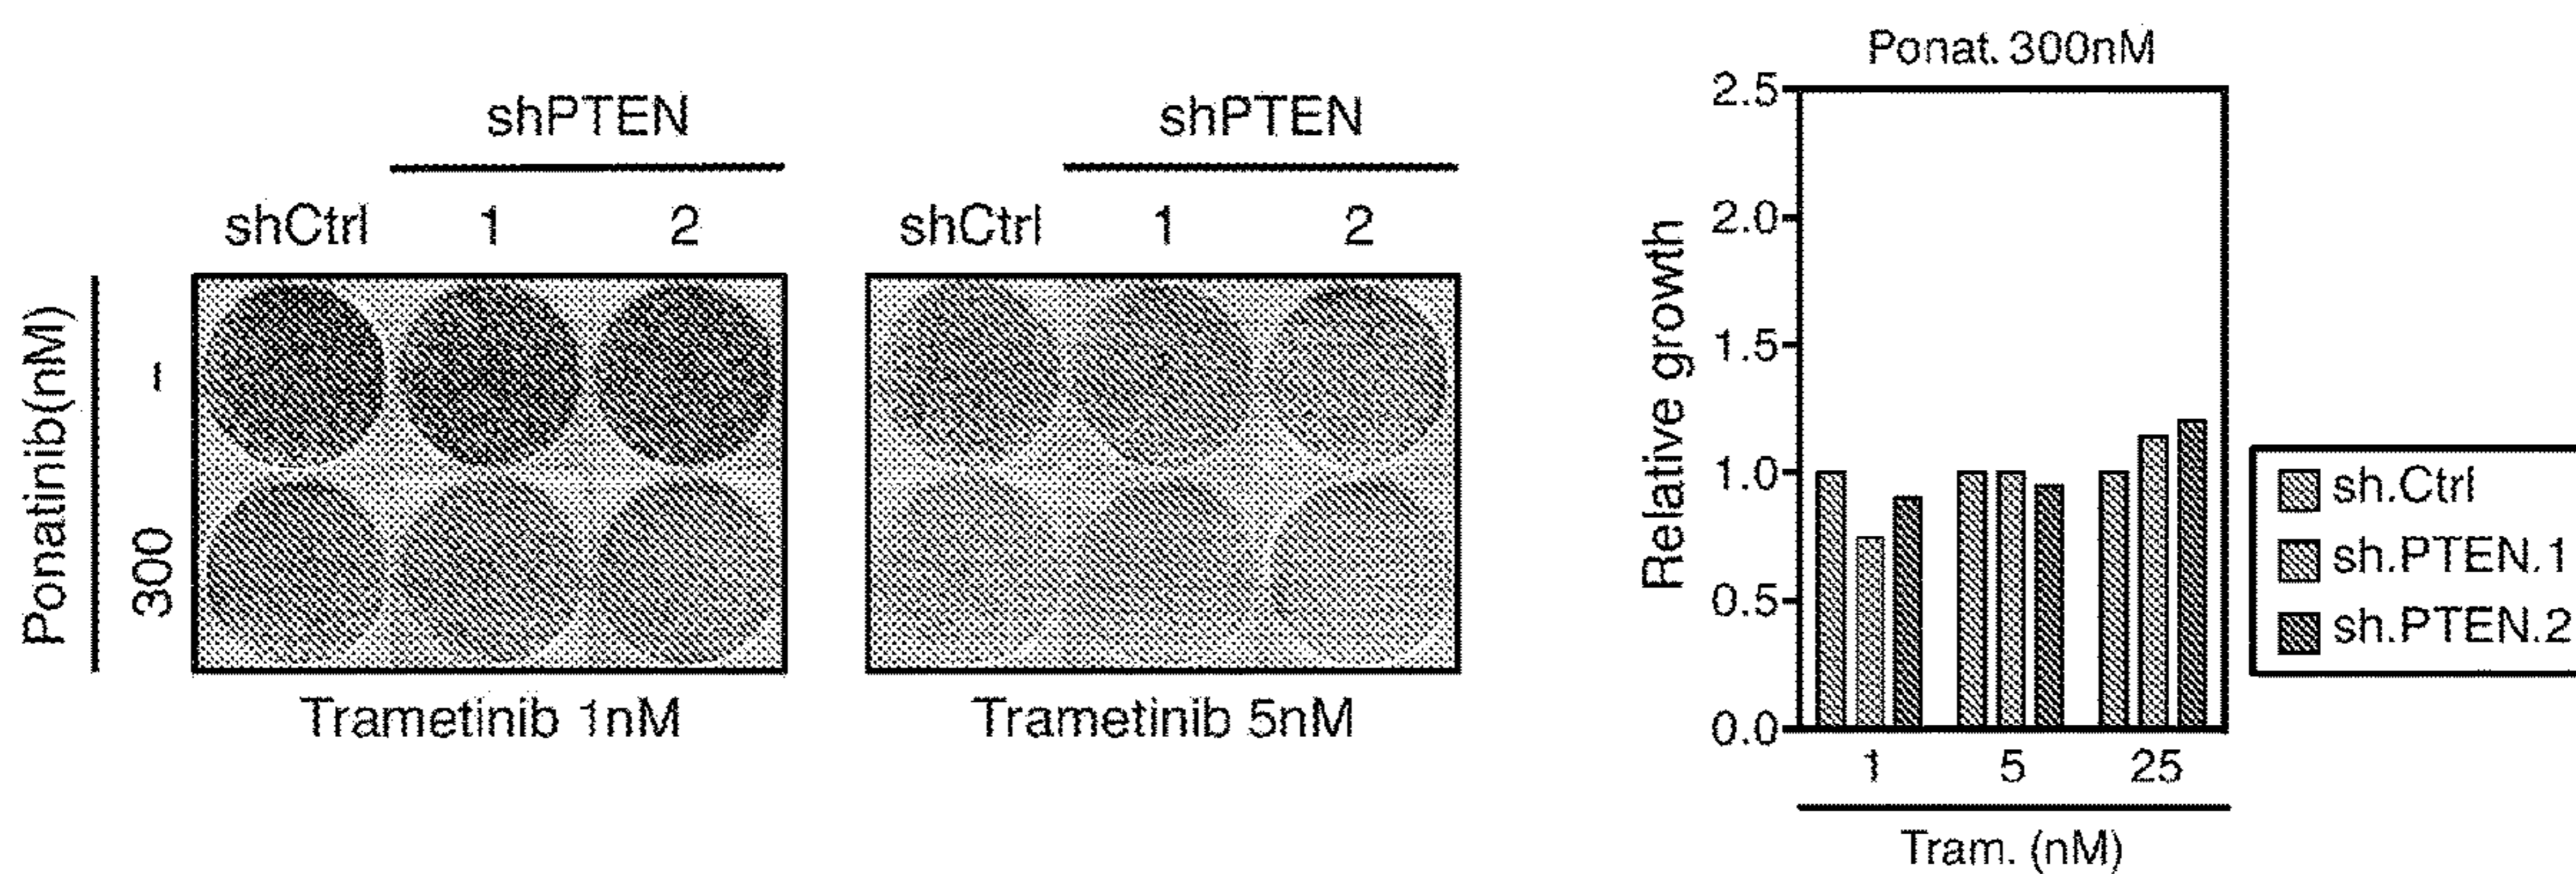 shPTEN
shCtrl 1 2
Ponatinib(nM)
–
300
Trametinib 1nM
shPTEN
shCtrl 1 2
Trametinib 5nM
Ponat. 300nM
Relative growth
2.5
2.0
1.5
1.0
0.5
0.0
1 5 25
Tram. (nM)
sh.Ctrl
sh.PTEN.1
sh.PTEN.2